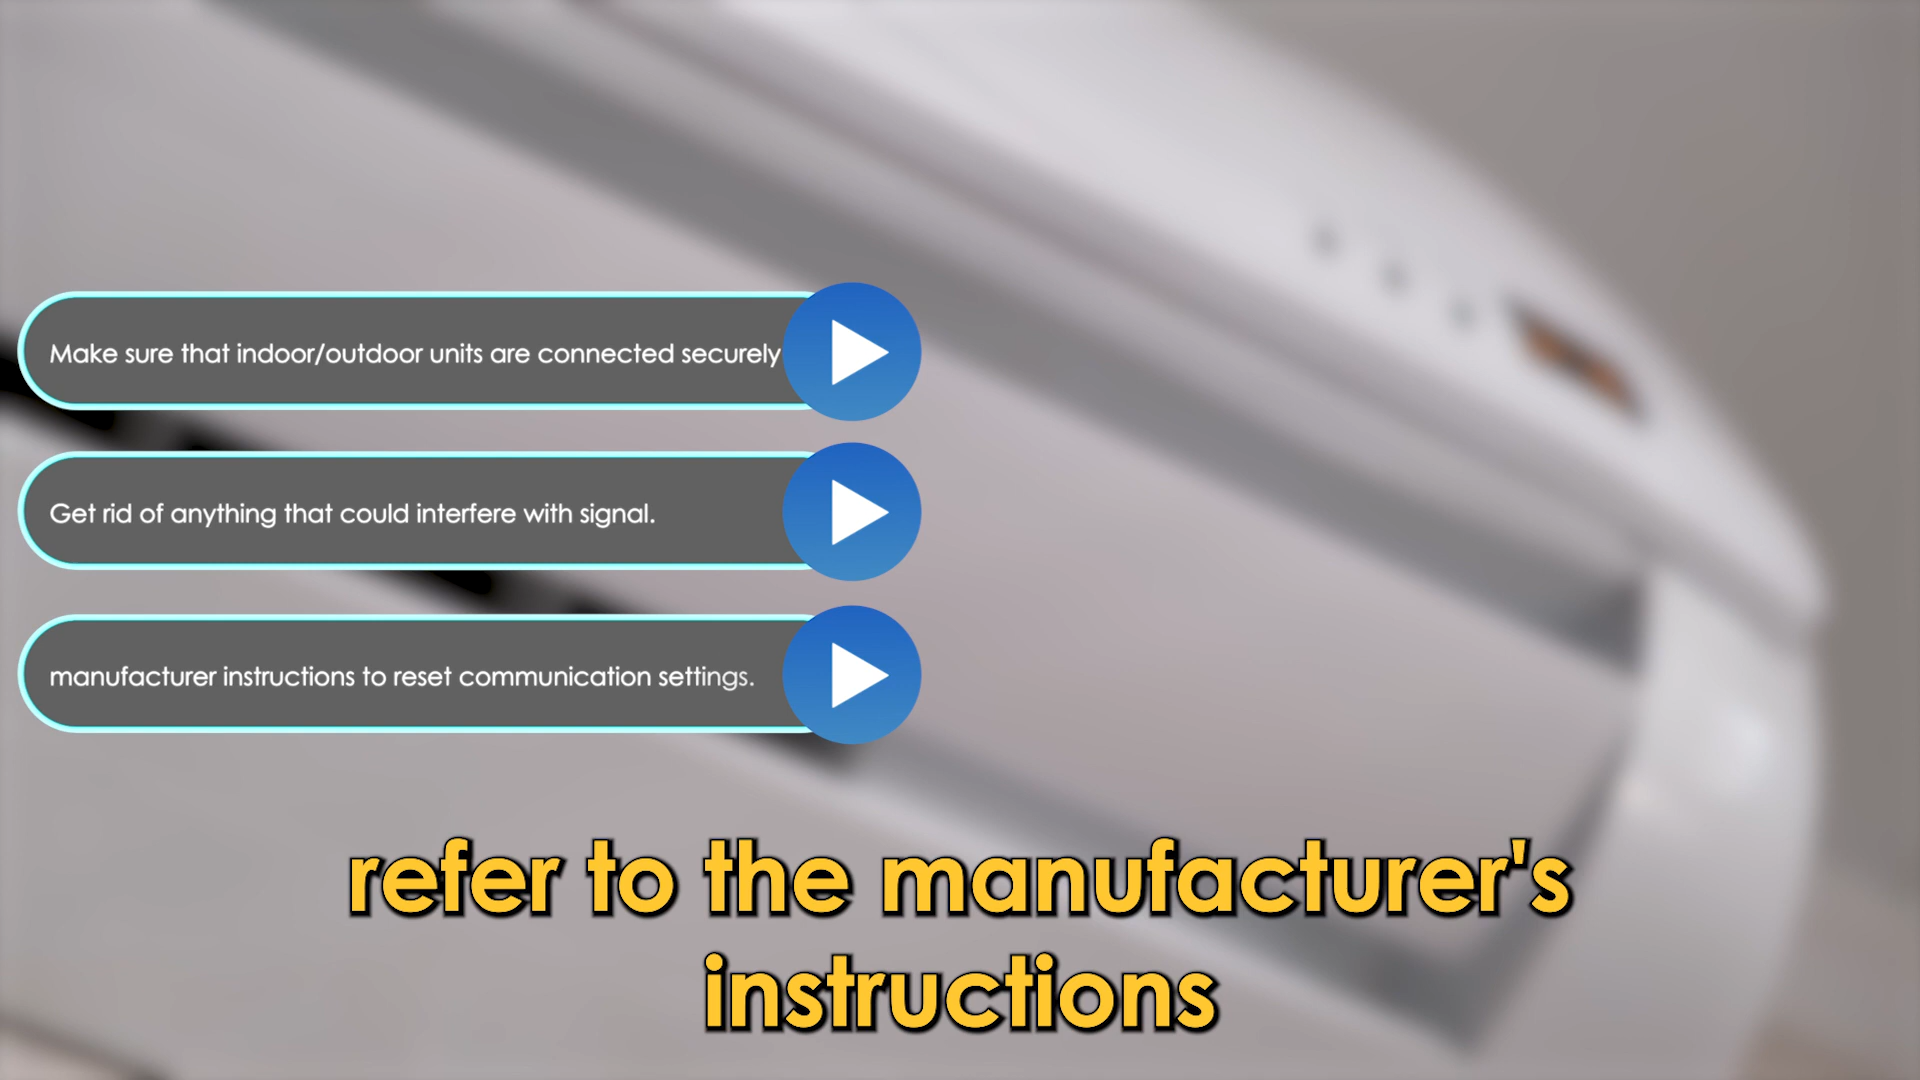 Make sure that indoor/outdoor units are connected securely
Get rid of anything that could interfere with signal.
manufacturer instructions to reset communication settings.
refer to the manufacturer's
instructions